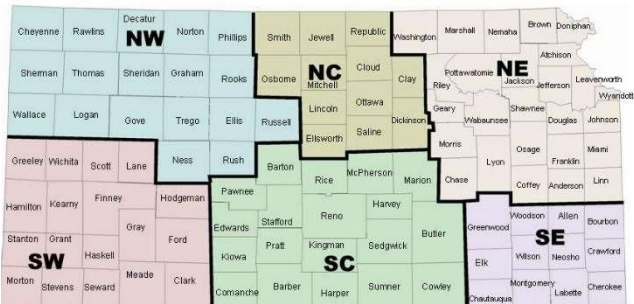 Cheyenne Rawlins Decatur Norton Phillips
NW
Sherman Thomas Sheridan Graham Rooks
Wallace Logan Gove Trego Ellis Russell
Ness Rush
Smith Jewell Republic
NC
Osborne Mitchell Cloud Clay
Lincoln Ottawa Dickinson
Ellsworth Saline
Washington Marshall Nemaha Brown Doniphan
NE
Atchison
Riley Pottawatomie Jackson Jefferson Leavenworth
Wyandott
Geary Wabaunsee Shawnee Douglas Johnson
Morris Lyon Osage Franklin Miami
Chase Coffey Anderson Linn
Greeley Wichita Scott Lane
Hamilton Kearny Finney Hodgeman
Stanton Grant Haskell Gray Ford
SW
Morton Stevens Seward Meade Clark
Barton Rice McPherson Marion
Pawnee Stafford Reno Harvey
Edwards Pratt Kingman Sedgwick Butler
Kiowa
SC
Comanche Barber Harper Sumner Cowley
Greenwood Woodson Allen Bourbon
SE
Elk Wilson Neosho Crawford
Chautauqua Montgomery Labette Cherokee